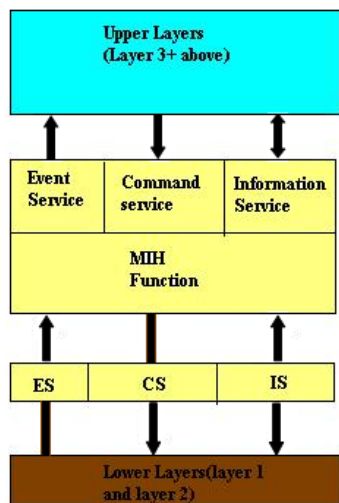 Upper Layers
(Layer 3+ above)
Event
Service
Command
service
Information
Service
MIH
Function
ES
CS
IS
Lower Layers(layer 1
and layer 2)